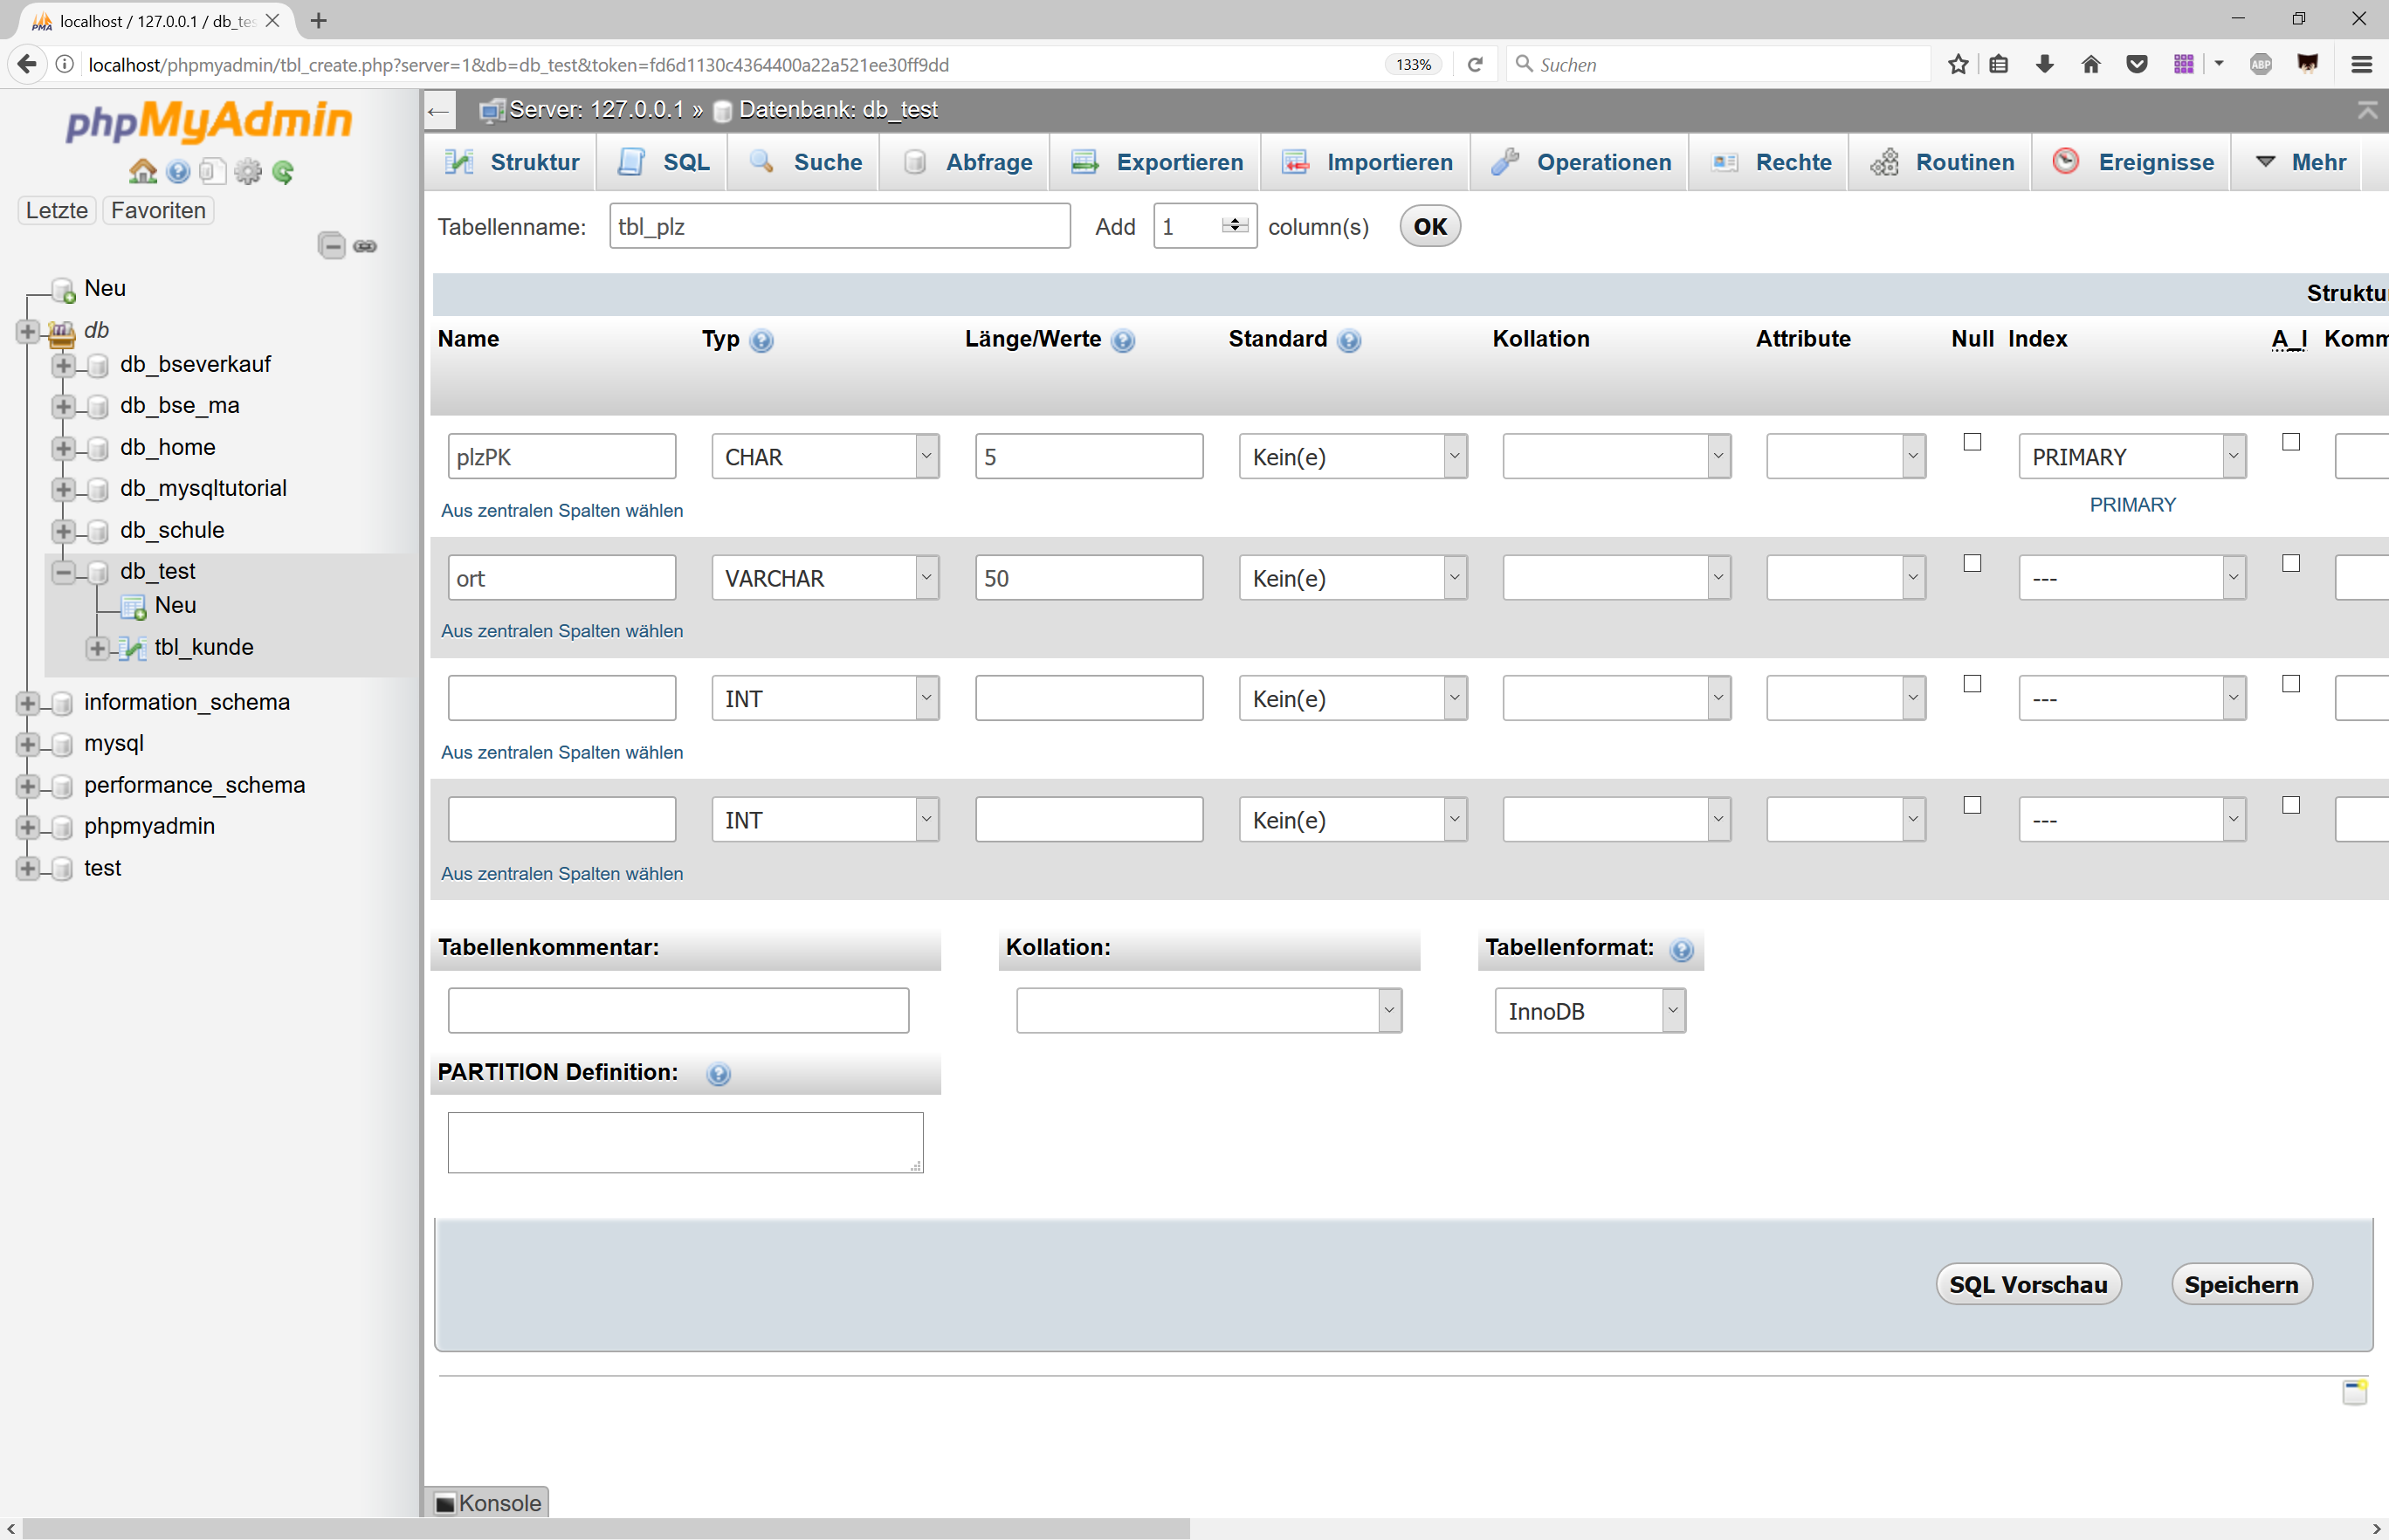 localhost / 127.0.0.1 / db_tes
localhost/phpmyadmin/tbl_create.php?server=1&db=db_test&token=fd6d1130c4364400a22a521ee30ff9dd
133%
Suchen
ABP
phpMyAdmin
Letzte Favoriten
Neu
db
db_bseverkauf
db_bse_ma
db_home
db_mysqltutorial
db_schule
db_test
Neu
tbl_kunde
information_schema
mysql
performance_schema
phpmyadmin
test
Server: 127.0.0.1 » Datenbank: db_test
Struktur SQL Suche Abfrage Exportieren Importieren Operationen Rechte Routinen Ereignisse Mehr
Tabellenname: tbl_plz Add 1 column(s) OK
Struktu
Name Typ Länge/Werte Standard Kollation Attribute Null Index A_I Komm
plzPK CHAR 5 Kein(e) PRIMARY
Aus zentralen Spalten wählen PRIMARY
ort VARCHAR 50 Kein(e) ---
Aus zentralen Spalten wählen
INT Kein(e) ---
Aus zentralen Spalten wählen
INT Kein(e) ---
Aus zentralen Spalten wählen
Tabellenkommentar: Kollation: Tabellenformat:
InnoDB
PARTITION Definition:
SQL Vorschau Speichern
Konsole